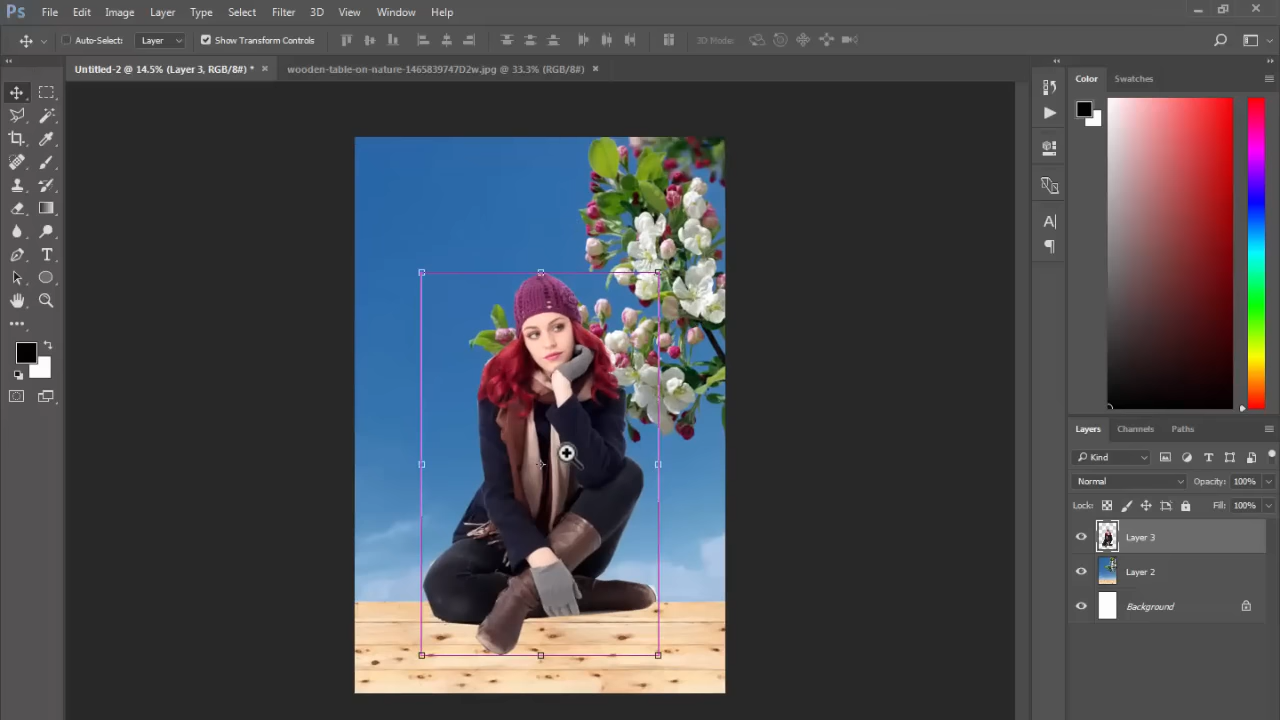 Ps File Edit Image Layer Type Select Filter 3D View Window Help
Auto-Select: Layer Show Transform Controls 3D Mode:
Untitled-2 @ 14.5% (Layer 3, RGB/8#) * × wooden-table-on-nature-1465839747D2w.jpg @ 33.3% (RGB/8#) ×
Color Swatches
Layers Channels Paths
Kind
Normal Opacity: 100%
Lock: Fill: 100%
Layer 3
Layer 2
Background